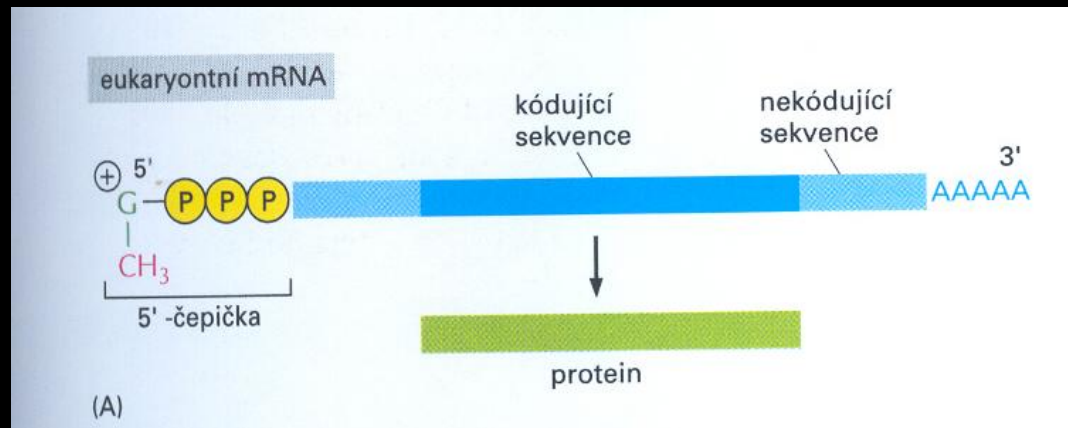 eukaryontní mRNA
kódující
sekvence
nekódující
sekvence
3'
+
5'
G
P P P
AAAAA
CH3
5' -čepička
protein
(A)